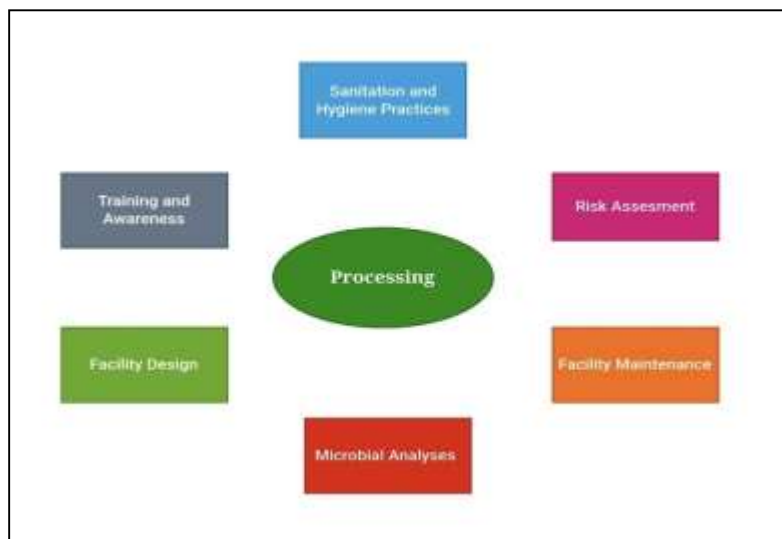 Sanitation and
Hygiene Practices
Training and
Awareness
Risk Assesment
Processing
Facility Design
Facility Maintenance
Microbial Analyses